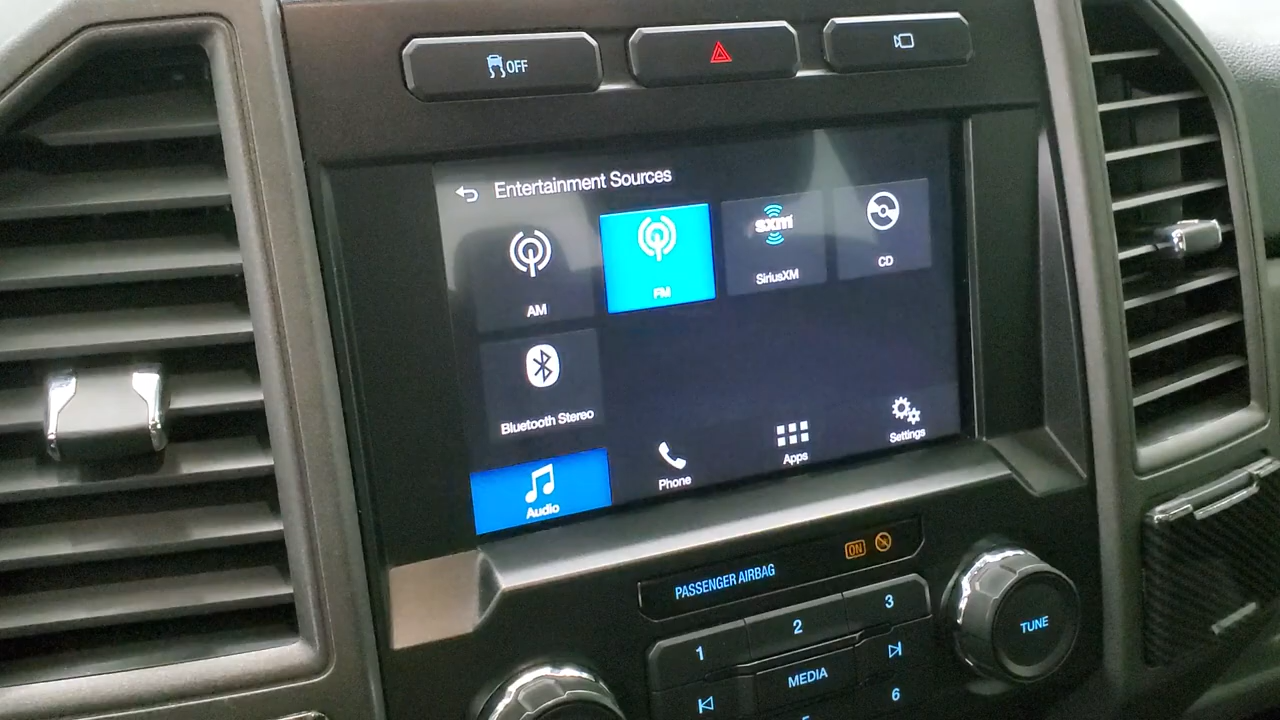 OFF
Entertainment Sources
AM
FM
sxm
SiriusXM
CD
Bluetooth Stereo
Audio
Phone
Apps
Settings
PASSENGER AIRBAG
ON
1
2
3
MEDIA
TUNE
6